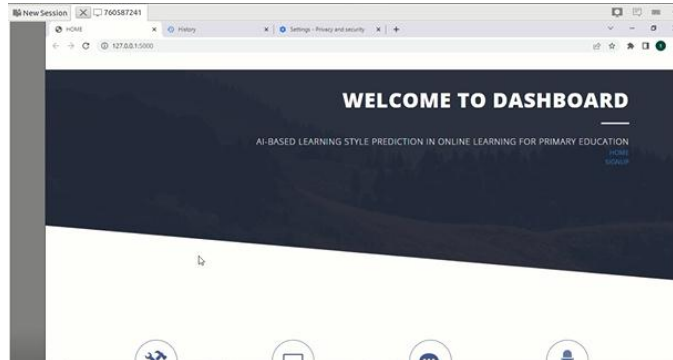 New Session
760587241
HOME
History
Settings - Privacy and security
127.0.0.1:5000
WELCOME TO DASHBOARD
AI-BASED LEARNING STYLE PREDICTION IN ONLINE LEARNING FOR PRIMARY EDUCATION
HOME
SIGNUP